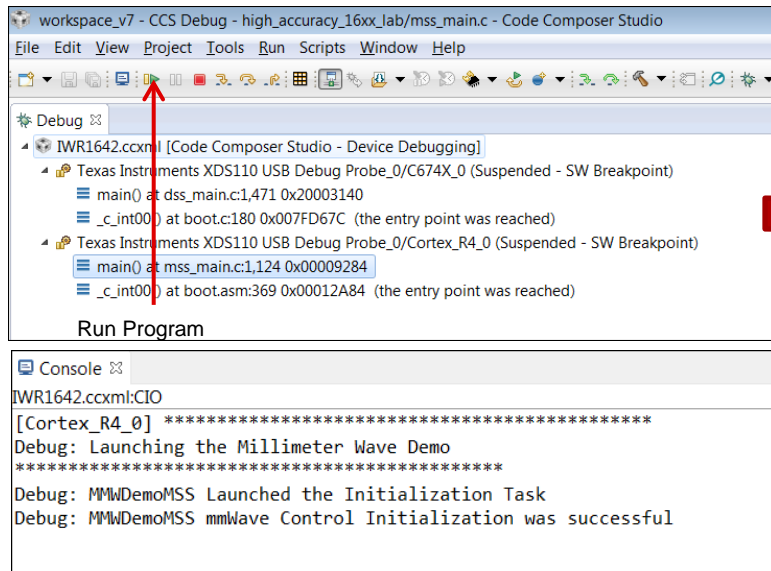 workspace_v7 - CCS Debug - high_accuracy_16xx_lab/mss_main.c - Code Composer Studio
File Edit View Project Tools Run Scripts Window Help
Debug
IWR1642.ccxml [Code Composer Studio - Device Debugging]
Texas Instruments XDS110 USB Debug Probe_0/C674X_0 (Suspended - SW Breakpoint)
main() at dss_main.c:1,471 0x20003140
_c_int00() at boot.c:180 0x007FD67C (the entry point was reached)
Texas Instruments XDS110 USB Debug Probe_0/Cortex_R4_0 (Suspended - SW Breakpoint)
main() at mss_main.c:1,124 0x00009284
_c_int00() at boot.asm:369 0x00012A84 (the entry point was reached)
Run Program
Console
IWR1642.ccxml:CIO
[Cortex_R4_0] **********************************************
Debug: Launching the Millimeter Wave Demo
**********************************************
Debug: MMWDemoMSS Launched the Initialization Task
Debug: MMWDemoMSS mmWave Control Initialization was successful